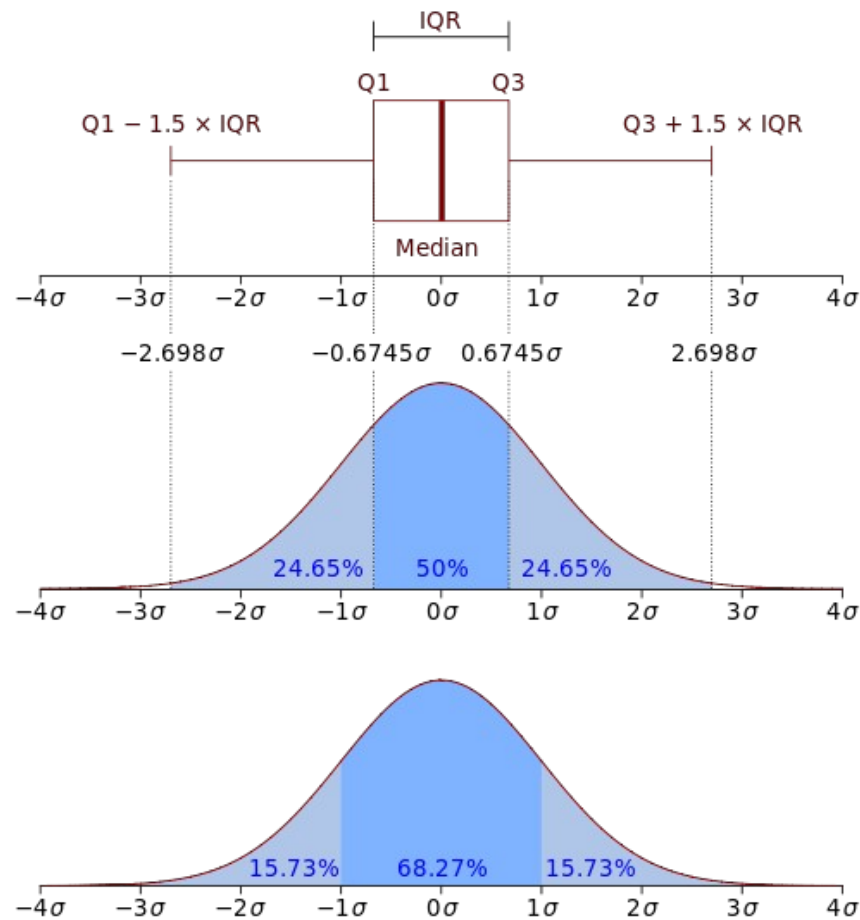 IQR
Q1 Q3
Q1 − 1.5 × IQR Q3 + 1.5 × IQR
Median
−4σ −3σ −2σ −1σ 0σ 1σ 2σ 3σ 4σ
−2.698σ −0.6745σ 0.6745σ 2.698σ
24.65% 50% 24.65%
−4σ −3σ −2σ −1σ 0σ 1σ 2σ 3σ 4σ
15.73% 68.27% 15.73%
−4σ −3σ −2σ −1σ 0σ 1σ 2σ 3σ 4σ